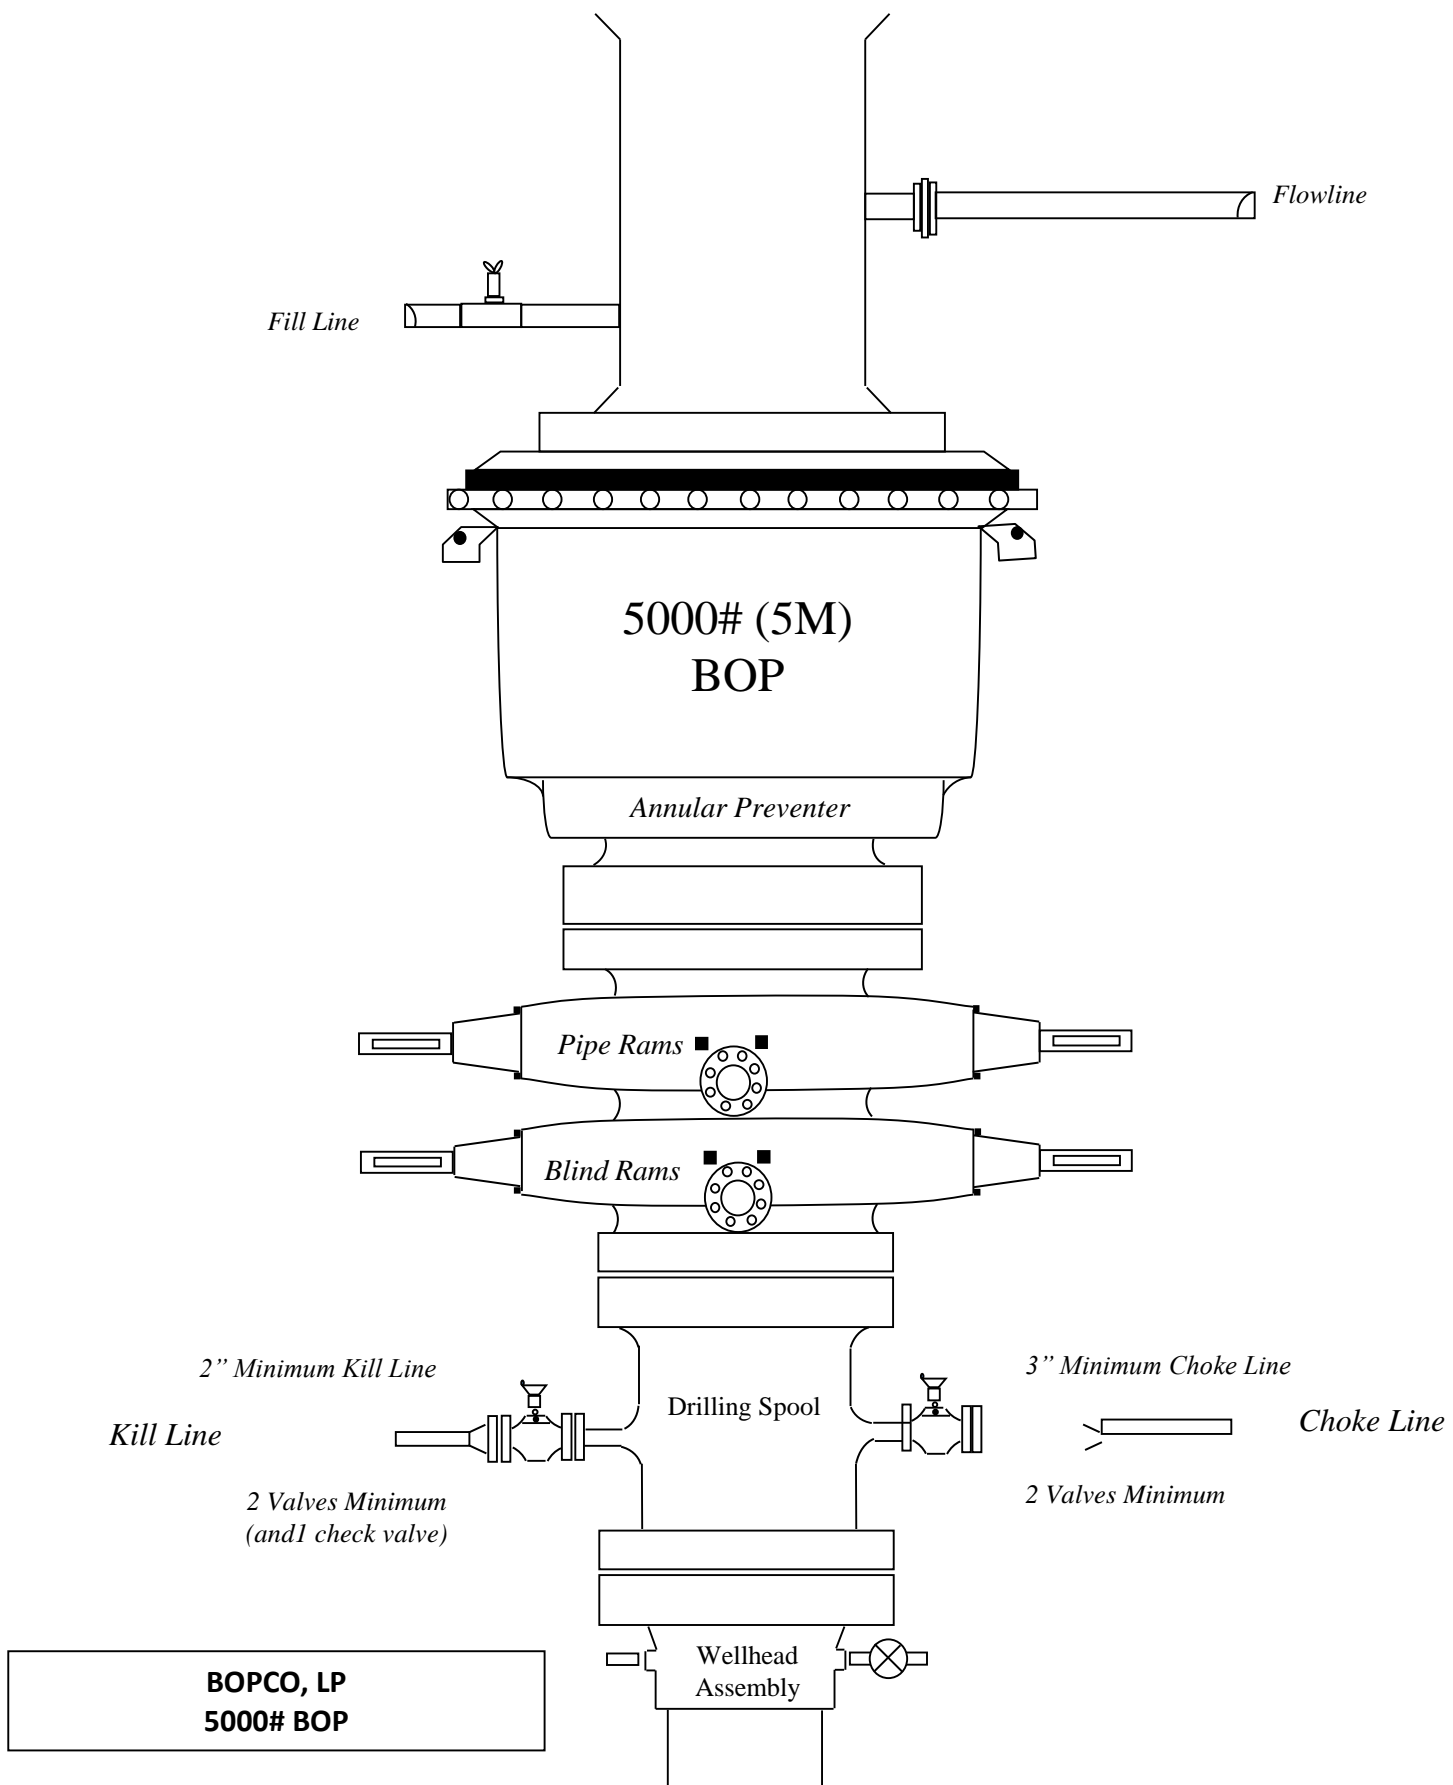 Flowline
Fill Line
5000# (5M)
BOP
Annular Preventer
Pipe Rams
Blind Rams
2” Minimum Kill Line
3” Minimum Choke Line
Drilling Spool
Kill Line
Choke Line
2 Valves Minimum
(and1 check valve)
2 Valves Minimum
Wellhead
Assembly
BOPCO, LP
5000# BOP